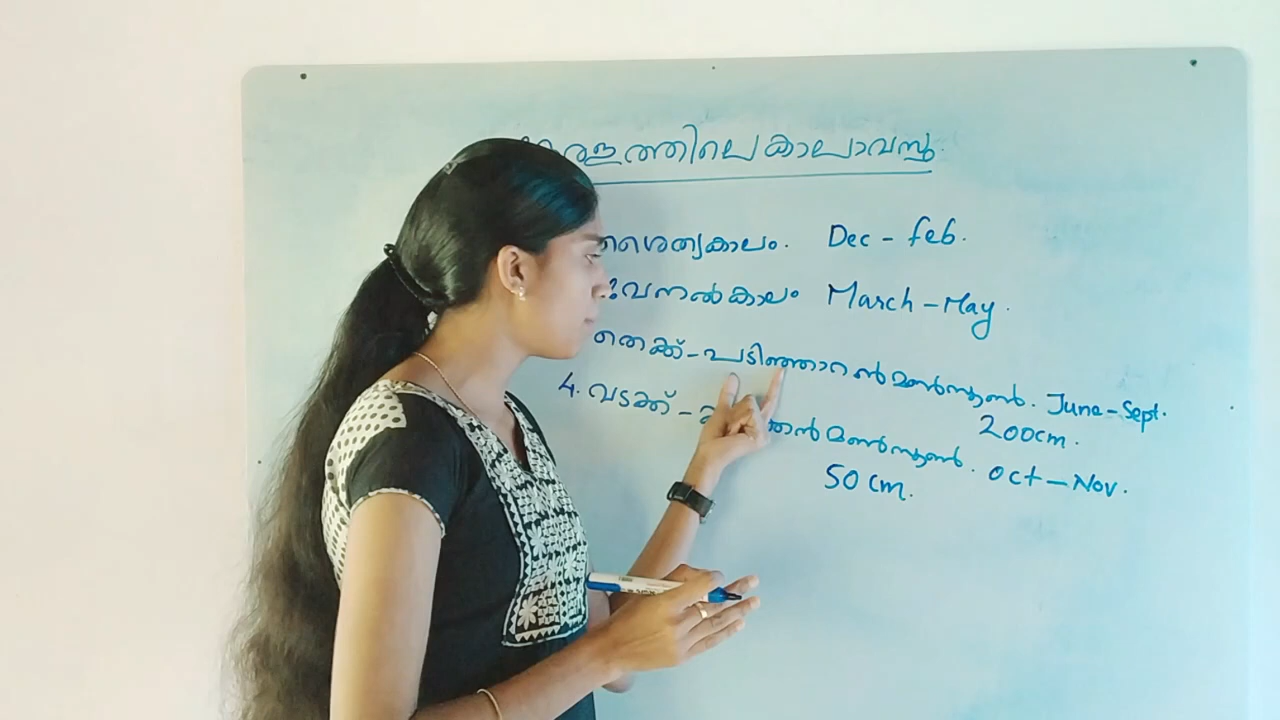 കാലാവസ്ഥ
ശൈത്യകാലം. Dec - feb.
വേനൽകാലം March - May.
തെക്ക് - പടിഞ്ഞാറൻ മൺസൂൺ. June - Sept.
200cm.
4. വടക്ക് - മൺസൂൺ. oct - Nov.
50 cm.